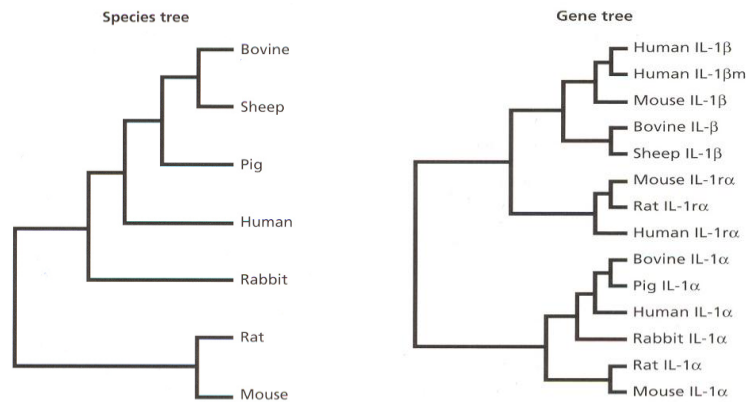 Species tree
Bovine
Sheep
Pig
Human
Rabbit
Rat
Mouse
Gene tree
Human IL-1β
Human IL-1βm
Mouse IL-1β
Bovine IL-β
Sheep IL-1β
Mouse IL-1rα
Rat IL-1rα
Human IL-1rα
Bovine IL-1α
Pig IL-1α
Human IL-1α
Rabbit IL-1α
Rat IL-1α
Mouse IL-1α